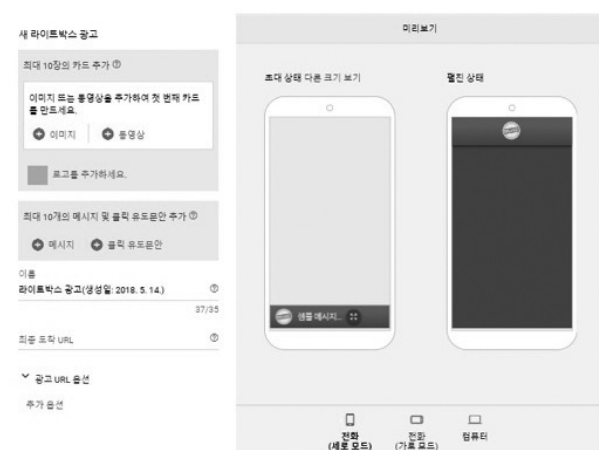 새 라이트박스 광고
최대 10장의 카드 추가 ?
이미지 또는 동영상을 추가하여 첫 번째 카드
를 만드세요.
+ 이미지 + 동영상
로고를 추가하세요.
최대 10개의 메시지 및 클릭 유도문안 추가 ?
+ 메시지 + 클릭 유도문안
이름
라이트박스 광고(생성일: 2018. 5. 14.) ?
37/35
최종 도착 URL ?
광고 URL 옵션
추가 옵션
미리보기
초대 상태 다른 크기 보기
펼친 상태
샘플 메시지...
전화
(세로 모드)
전화
(가로 모드)
컴퓨터